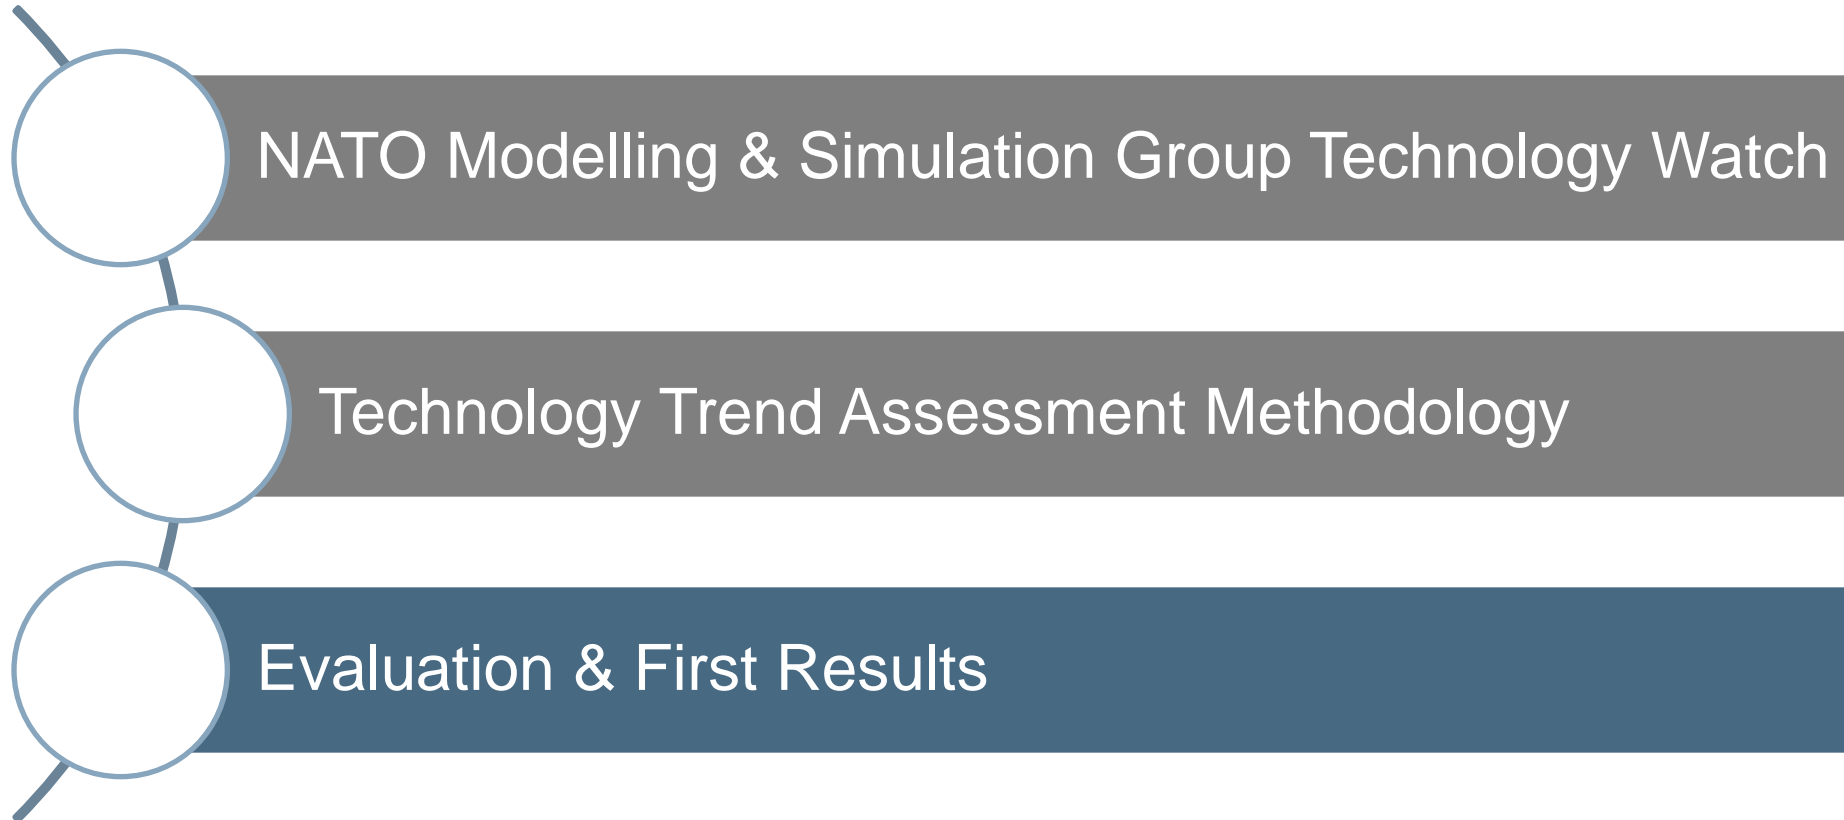 NATO Modelling & Simulation Group Technology Watch
Technology Trend Assessment Methodology
Evaluation & First Results